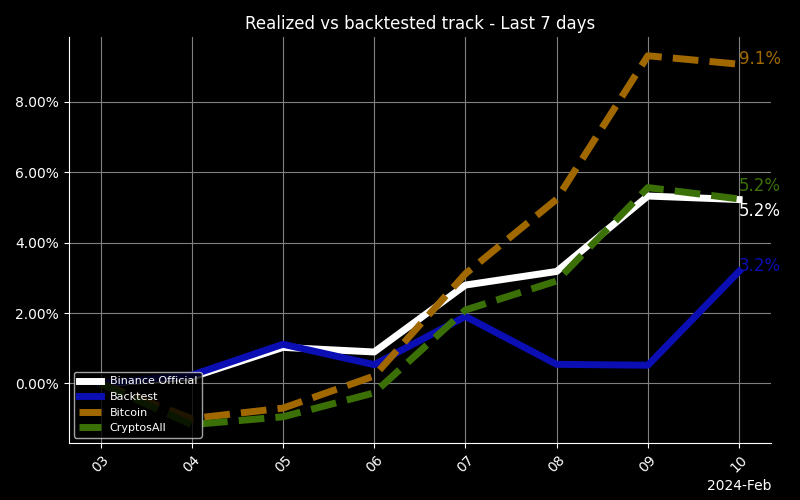 Realized vs backtested track - Last 7 days
9.1%
8.00%
6.00%
5.2%
5.2%
4.00%
3.2%
2.00%
0.00%
Binance Official
Backtest
Bitcoin
CryptosAll
03 04 05 06 07 08 09 10
2024-Feb